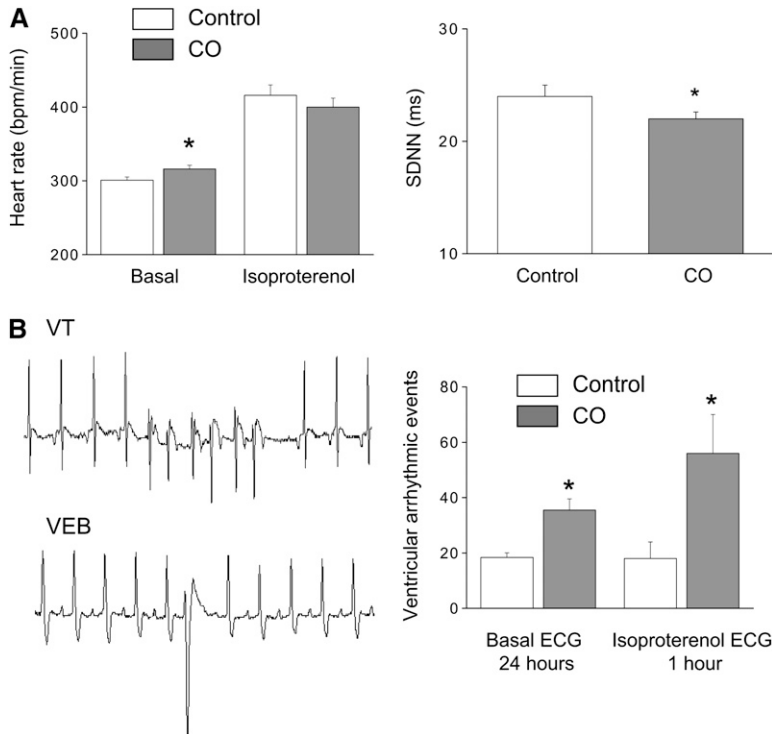 A
Control
CO
Heart rate (bpm/min)
500
400
300
200
*
Basal
Isoproterenol
SDNN (ms)
30
22
10
*
Control
CO
B
VT
VEB
Control
CO
Ventricular arrhythmic events
80
60
40
20
0
*
*
Basal ECG
24 hours
Isoproterenol ECG
1 hour